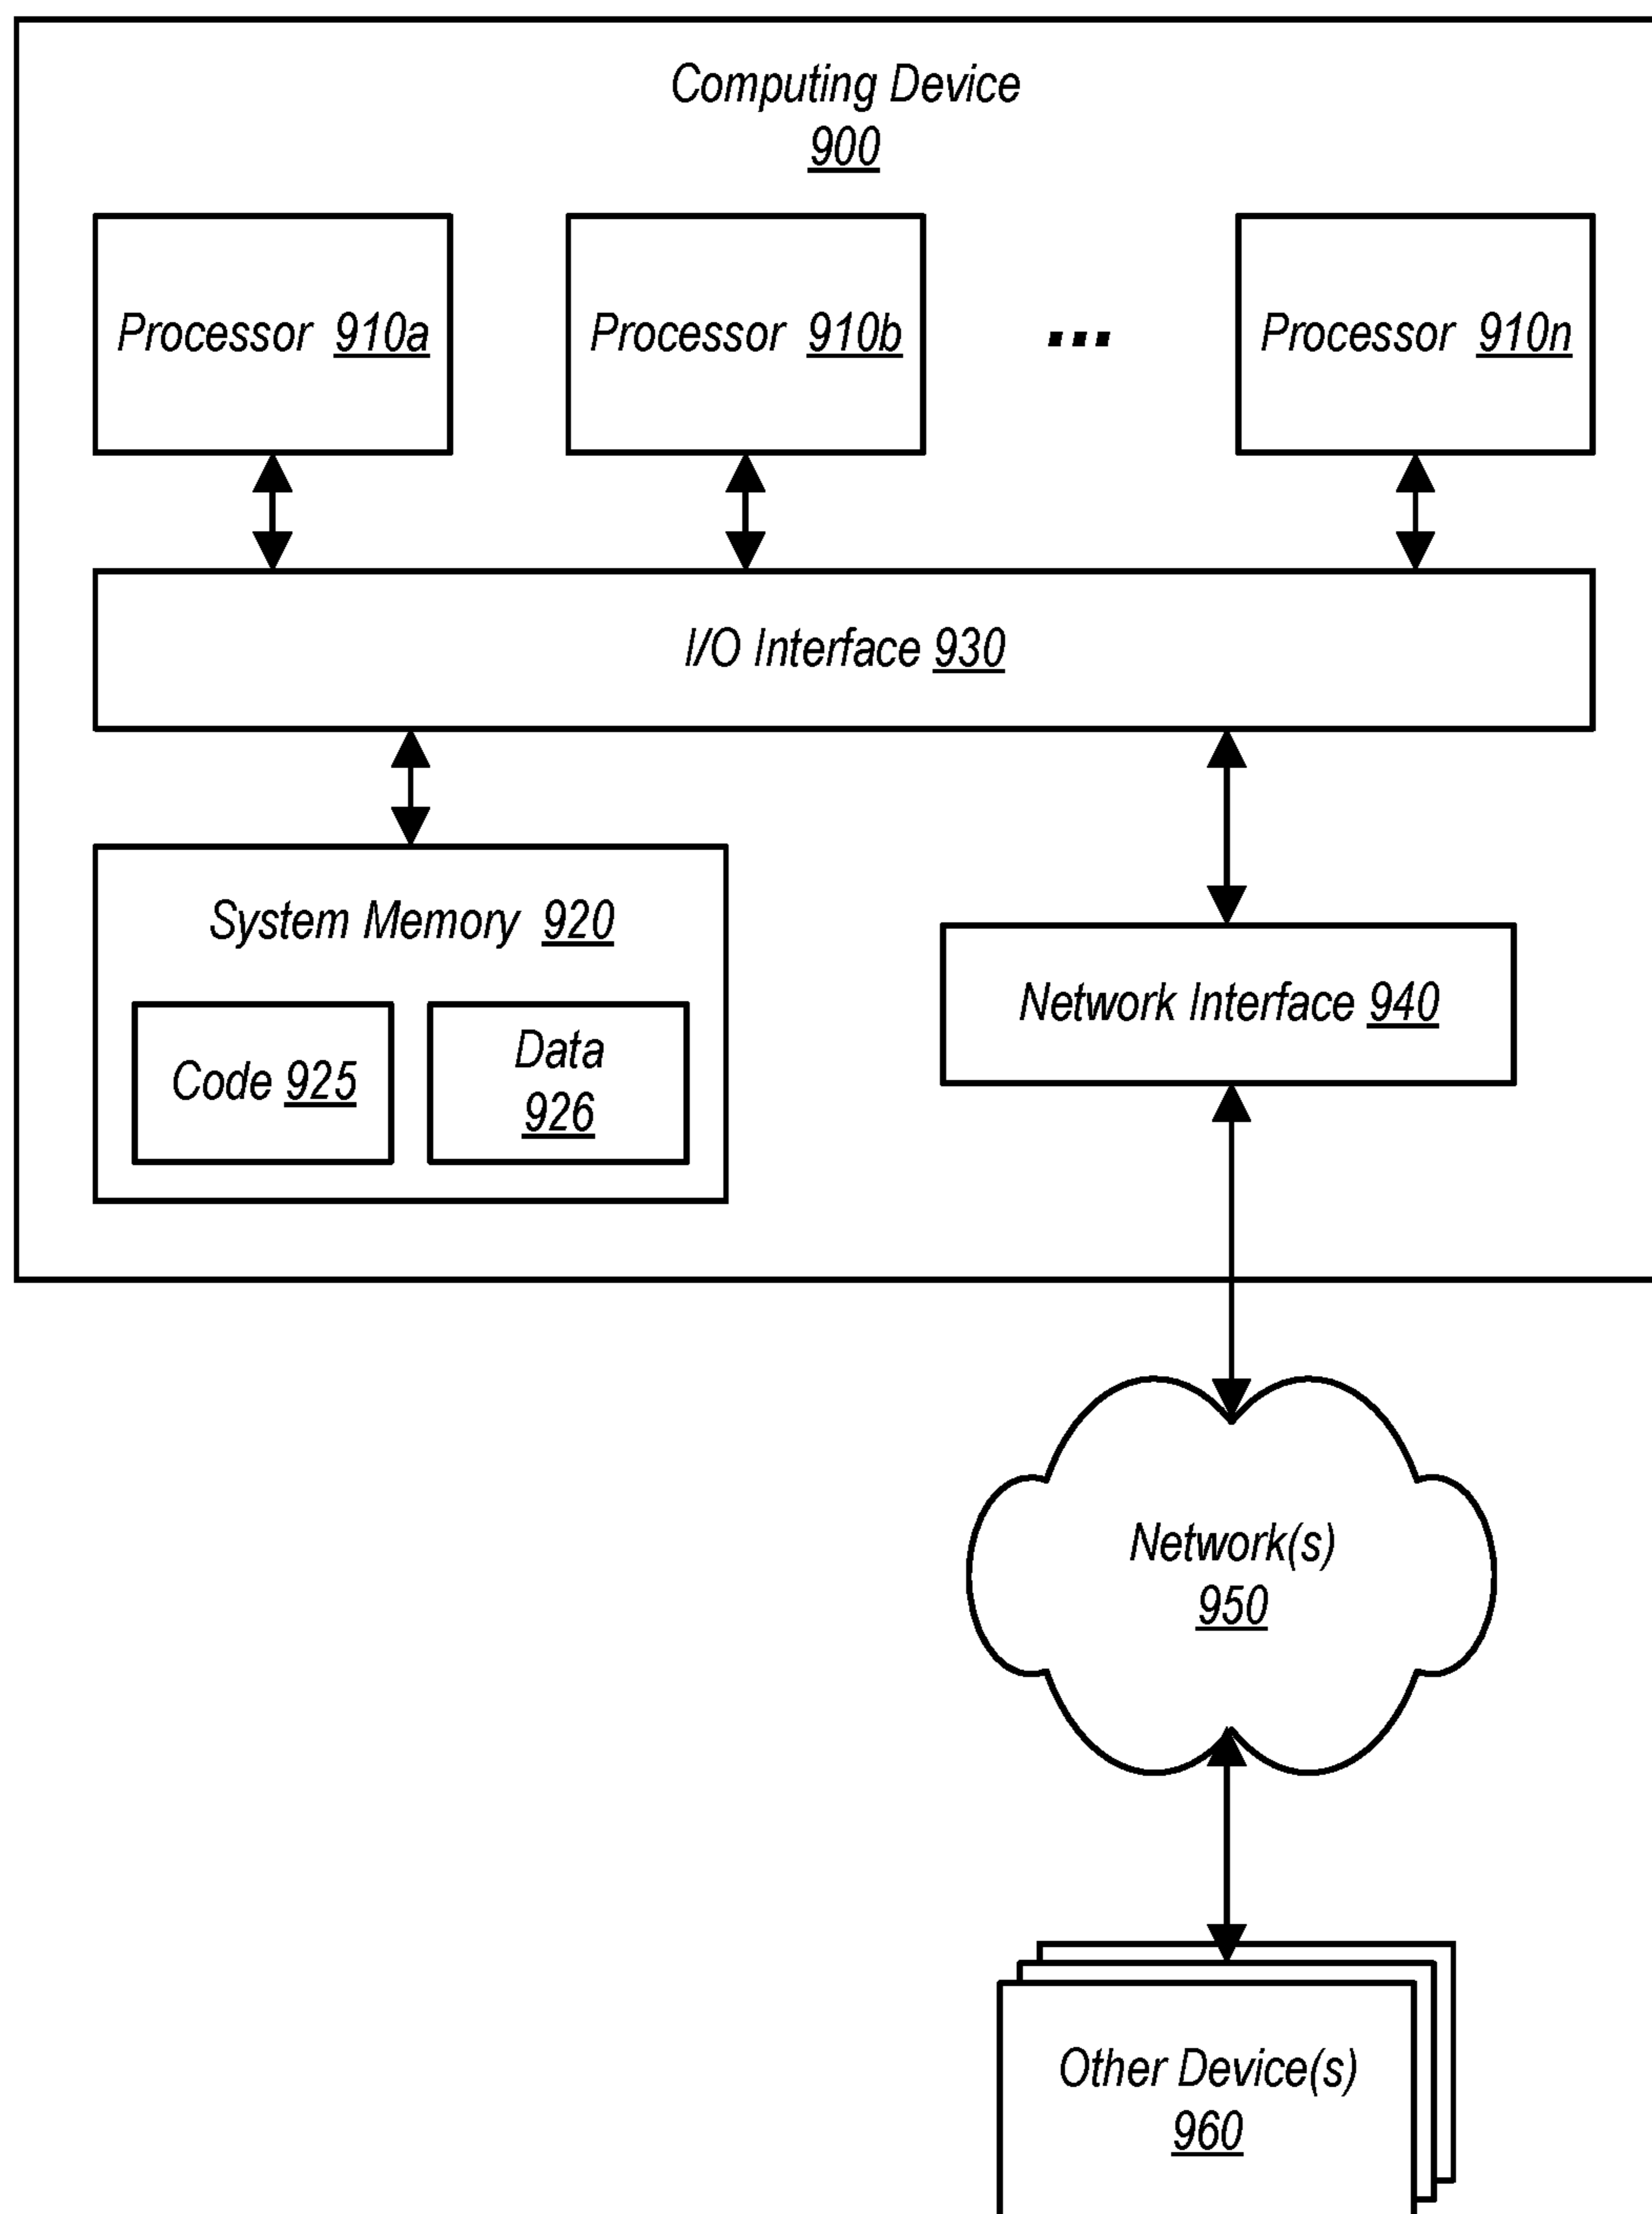 Computing Device
900
Processor 910a
Processor 910b
...
Processor 910n
I/O Interface 930
System Memory 920
Code 925
Data
926
Network Interface 940
Network(s)
950
Other Device(s)
960